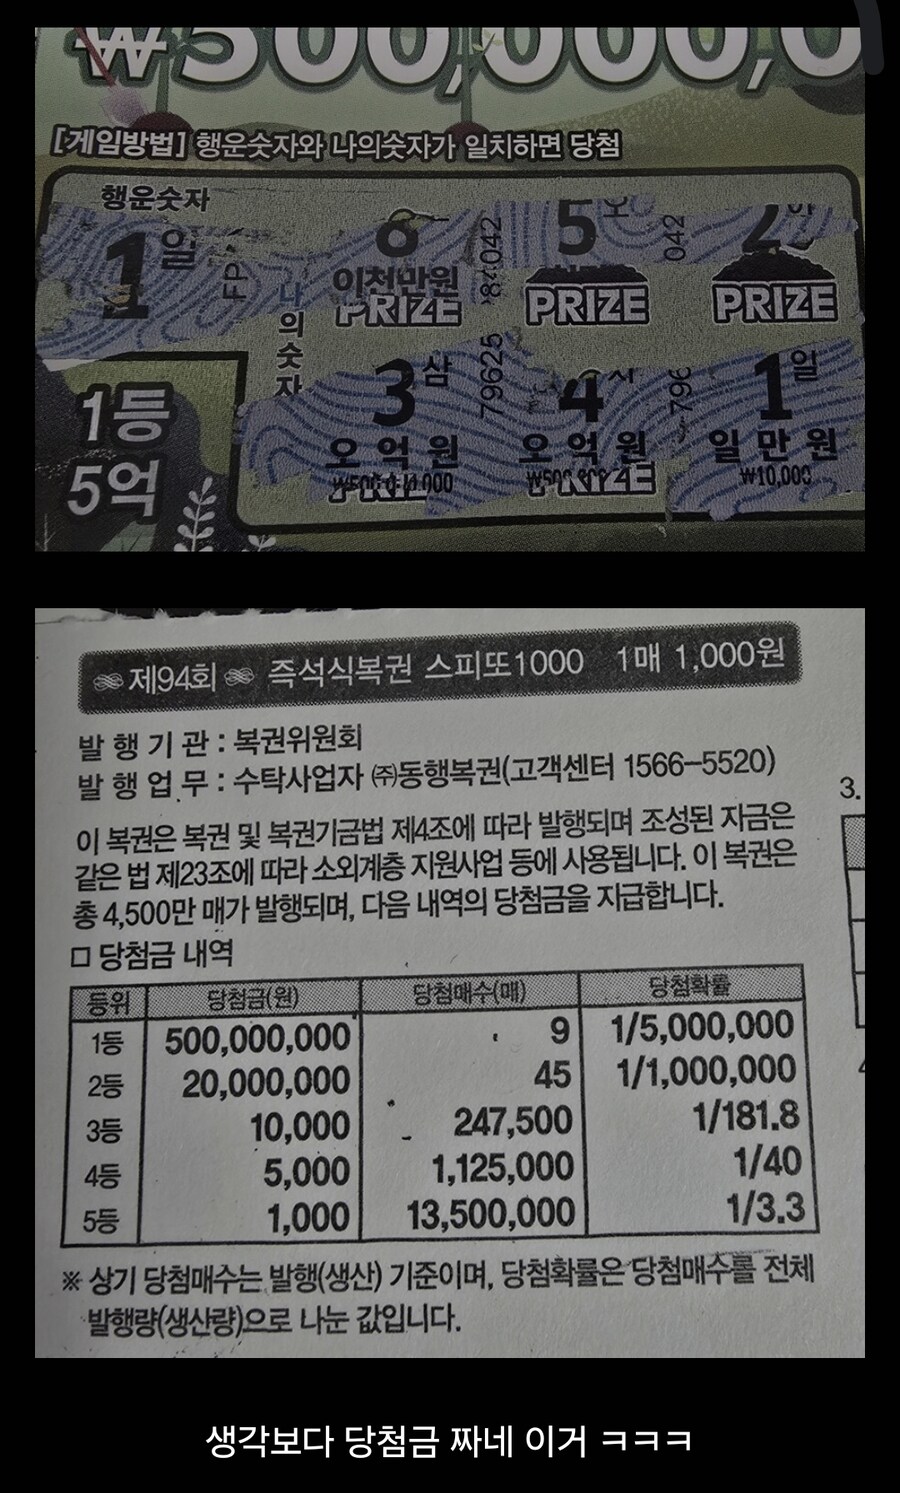 ₩500,000,0
[게임방법] 행운숫자와 나의숫자가 일치하면 당첨
행운숫자
1 일
나의숫자
6
이천만원
PRIZE
84042
5 오
PRIZE
042
2
PRIZE
1등
5억
3 삼
오 억 원
79625
4
오 억 원
PRIZE
796
1 일
일 만 원
₩10,000
제94회 즉석식복권 스피또1000 1매 1,000원
발 행 기 관 : 복권위원회
발 행 업 무 : 수탁사업자 ㈜동행복권(고객센터 1566-5520)
이 복권은 복권 및 복권기금법 제4조에 따라 발행되며 조성된 자금은
같은 법 제23조에 따라 소외계층 지원사업 등에 사용됩니다. 이 복권은
총 4,500만 매가 발행되며, 다음 내역의 당첨금을 지급합니다.
□ 당첨금 내역
등위 당첨금(원) 당첨매수(매) 당첨확률
1등 500,000,000 9 1/5,000,000
2등 20,000,000 45 1/1,000,000
3등 10,000 247,500 1/181.8
4등 5,000 1,125,000 1/40
5등 1,000 13,500,000 1/3.3
※ 상기 당첨매수는 발행(생산) 기준이며, 당첨확률은 당첨매수를 전체
발행량(생산량)으로 나눈 값입니다.
3.
생각보다 당첨금 짜네 이거 ㅋㅋㅋ